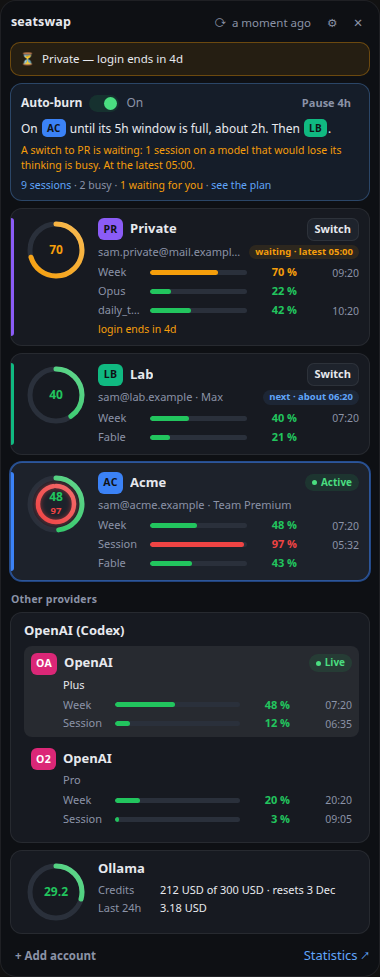 seatswap
⟳ a moment ago ⚙ ✕
⏳ Private — login ends in 4d
Auto-burn On Pause 4h
On AC until its 5h window is full, about 2h. Then LB.
A switch to PR is waiting: 1 session on a model that would lose its
thinking is busy. At the latest 05:00.
9 sessions · 2 busy · 1 waiting for you · see the plan
70
PR Private Switch
sam.private@mail.exampl... waiting · latest 05:00
Week 70 % 09:20
Opus 22 %
daily_t... 42 % 10:20
login ends in 4d
40
LB Lab Switch
sam@lab.example · Max next · about 06:20
Week 40 % 07:20
Fable 21 %
48
97
AC Acme Active
sam@acme.example · Team Premium
Week 48 % 07:20
Session 97 % 05:32
Fable 43 %
Other providers
OpenAI (Codex)
OA OpenAI Live
Plus
Week 48 % 07:20
Session 12 % 06:35
O2 OpenAI
Pro
Week 20 % 20:20
Session 3 % 09:05
29.2
Ollama
Credits 212 USD of 300 USD · resets 3 Dec
Last 24h 3.18 USD
+ Add account Statistics ↗